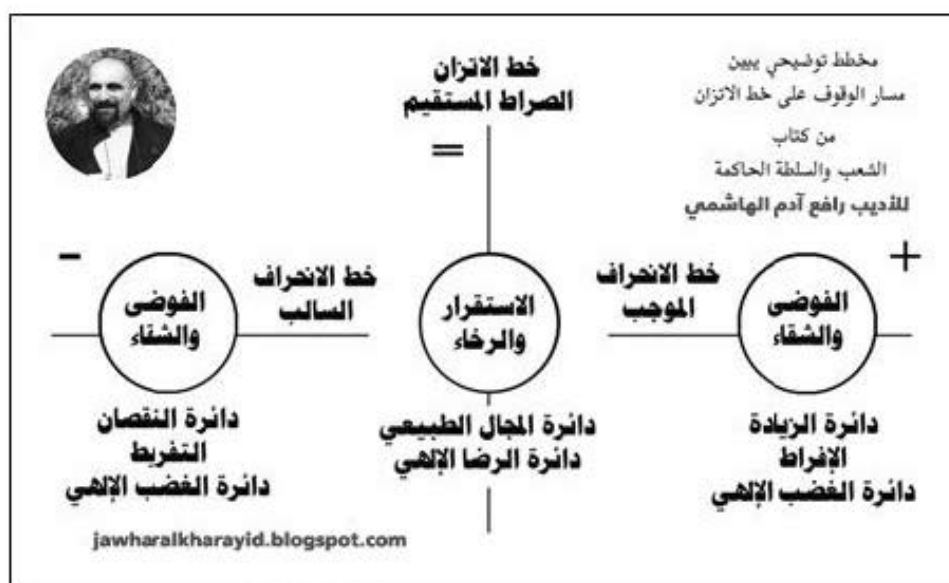 مخطط توضيحي يبين
مسار الوقوف على خط الاتزان
من كتاب
الشعب والسلطة الحاكمة
للأديب رافع آدم الهاشمي
خط الاتزان
الصراط المستقيم
=
+
خط الانحراف
الموجب
الفوضى
والشقاء
دائرة الزيادة
الإفراط
دائرة الغضب الإلهي
الاستقرار
والرخاء
دائرة المجال الطبيعي
دائرة الرضا الإلهي
-
خط الانحراف
السالب
الفوضى
والشقاء
دائرة النقصان
التفريط
دائرة الغضب الإلهي
jawharalkharayid.blogspot.com